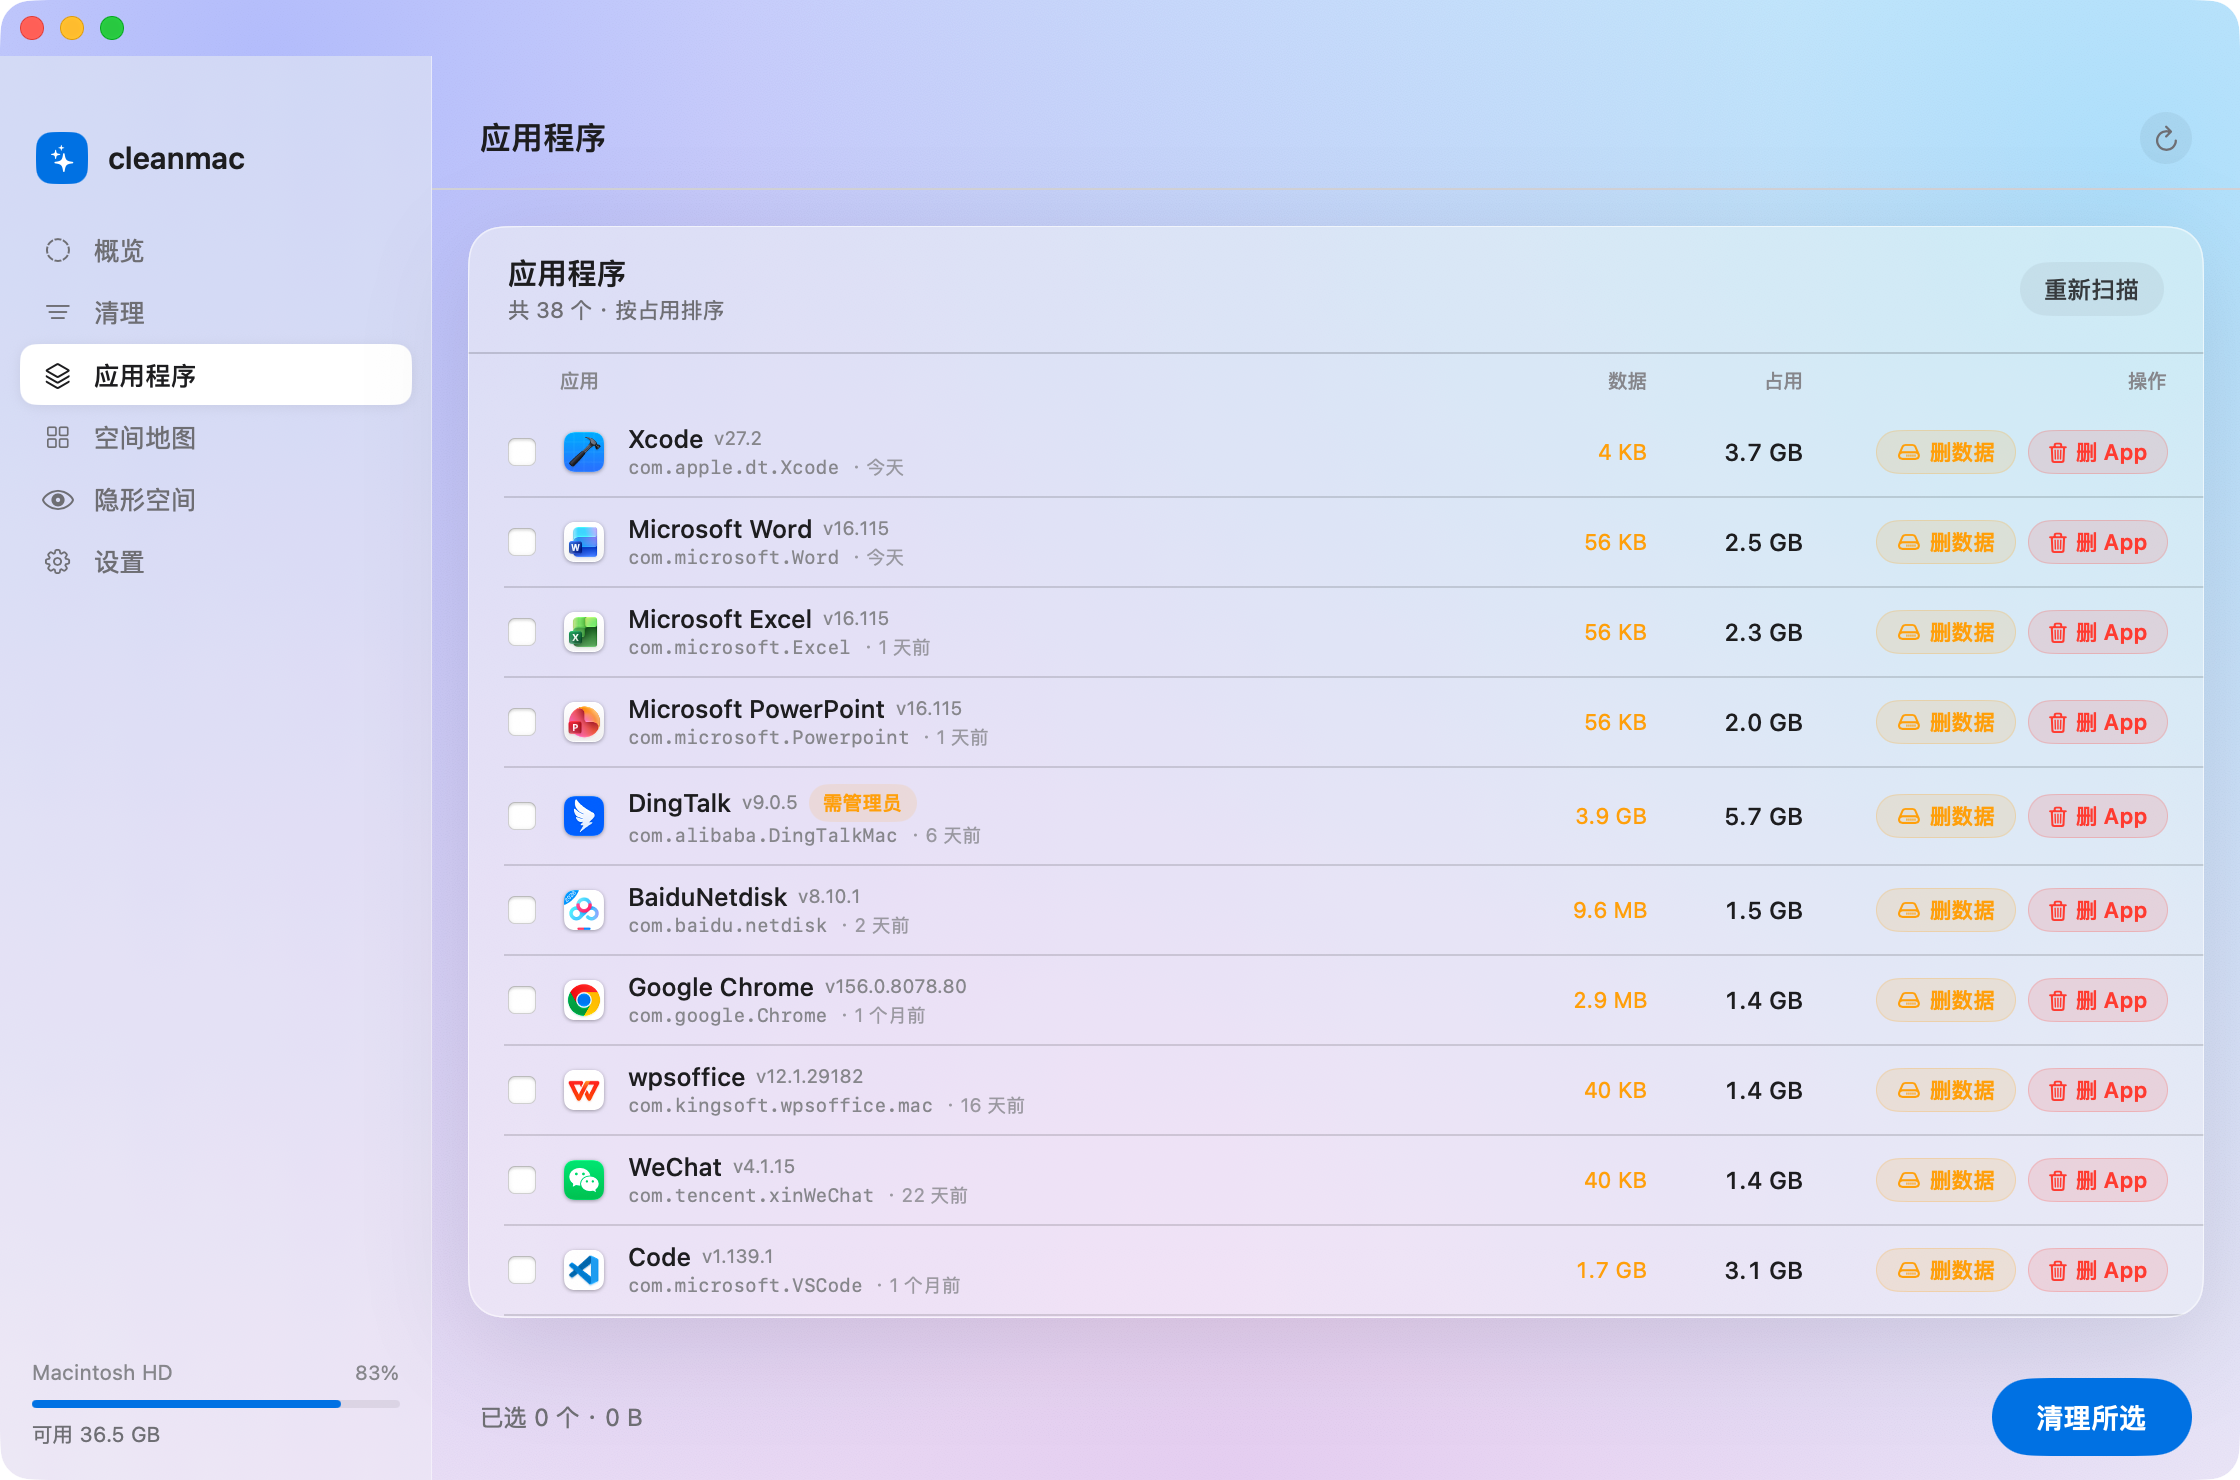 cleanmac
概览
清理
应用程序
空间地图
隐形空间
设置
Macintosh HD 83%
可用 36.5 GB
应用程序
应用程序
共 38 个 · 按占用排序
重新扫描
应用 数据 占用 操作
Xcode v27.2
com.apple.dt.Xcode · 今天
4 KB 3.7 GB 删数据 删 App
Microsoft Word v16.115
com.microsoft.Word · 今天
56 KB 2.5 GB 删数据 删 App
Microsoft Excel v16.115
com.microsoft.Excel · 1 天前
56 KB 2.3 GB 删数据 删 App
Microsoft PowerPoint v16.115
com.microsoft.Powerpoint · 1 天前
56 KB 2.0 GB 删数据 删 App
DingTalk v9.0.5 需管理员
com.alibaba.DingTalkMac · 6 天前
3.9 GB 5.7 GB 删数据 删 App
BaiduNetdisk v8.10.1
com.baidu.netdisk · 2 天前
9.6 MB 1.5 GB 删数据 删 App
Google Chrome v156.0.8078.80
com.google.Chrome · 1 个月前
2.9 MB 1.4 GB 删数据 删 App
wpsoffice v12.1.29182
com.kingsoft.wpsoffice.mac · 16 天前
40 KB 1.4 GB 删数据 删 App
WeChat v4.1.15
com.tencent.xinWeChat · 22 天前
40 KB 1.4 GB 删数据 删 App
Code v1.139.1
com.microsoft.VSCode · 1 个月前
1.7 GB 3.1 GB 删数据 删 App
已选 0 个 · 0 B
清理所选